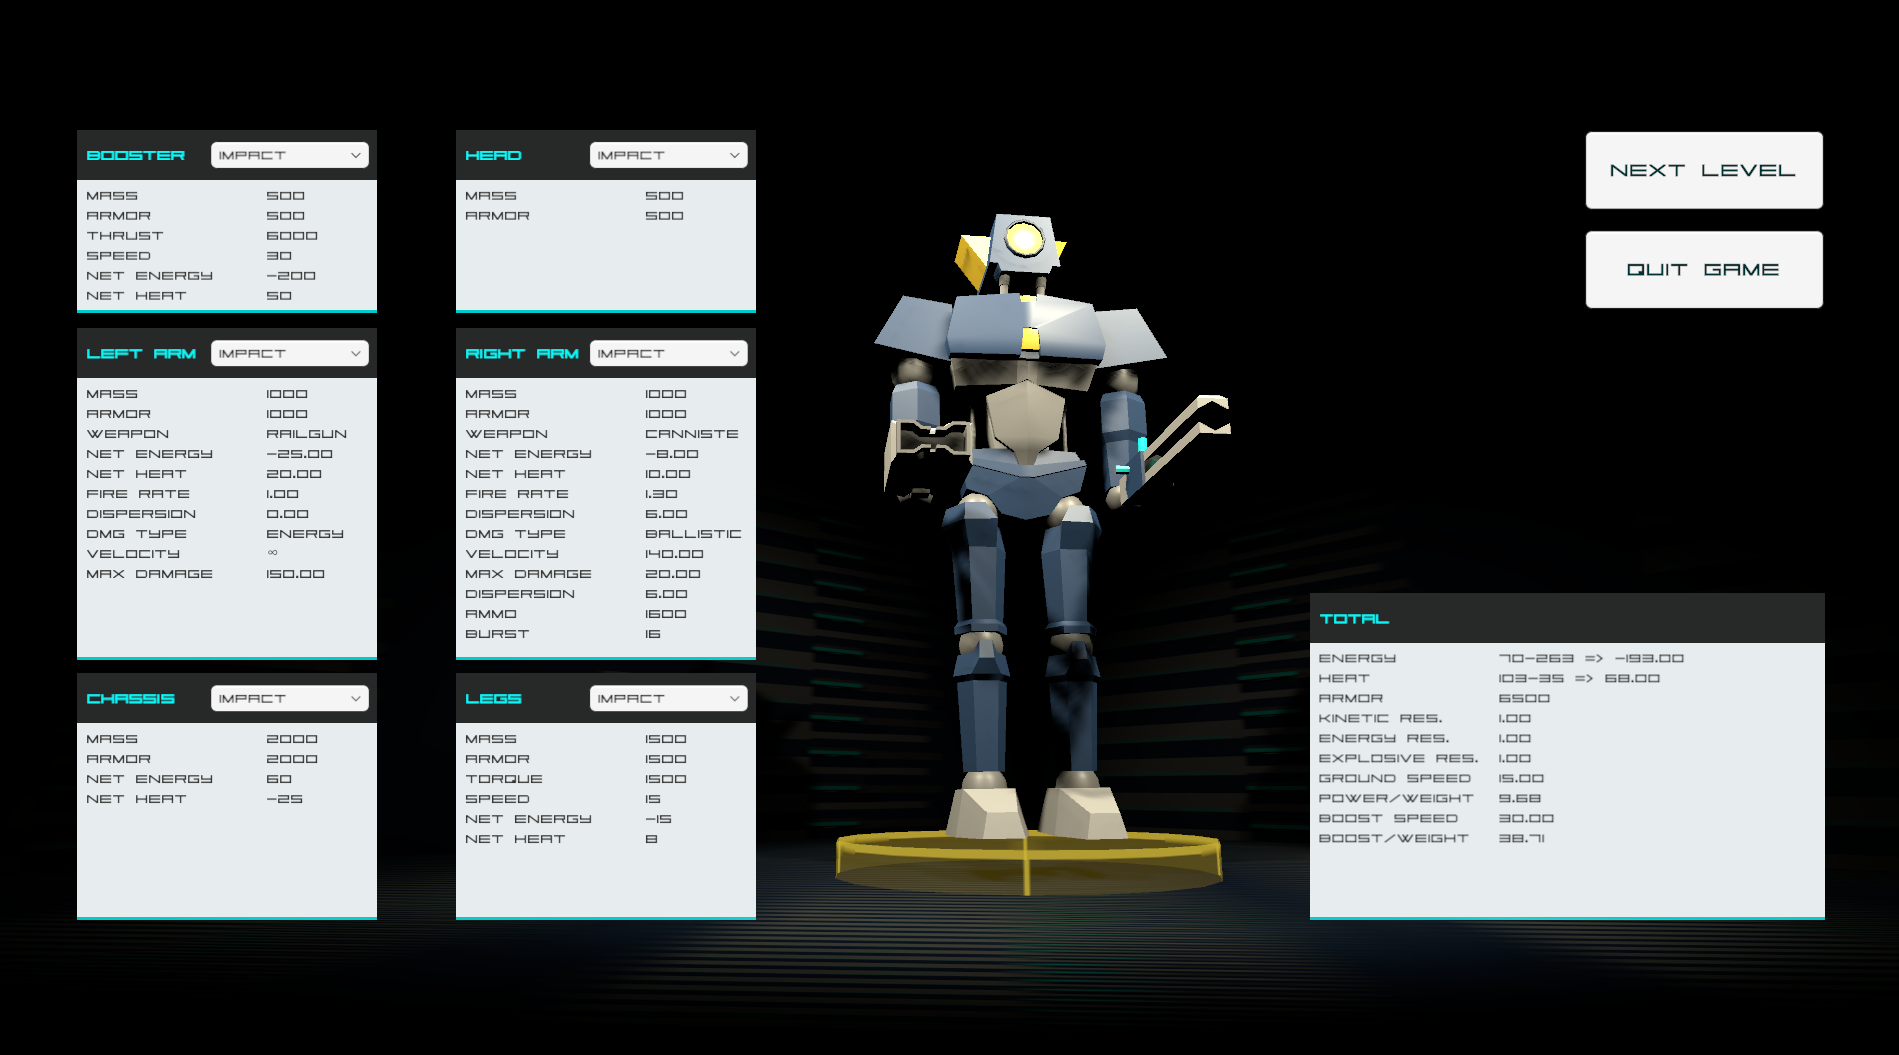 BOOSTER IMPACT
MASS 500
ARMOR 500
THRUST 6000
SPEED 30
NET ENERGY -200
NET HEAT 50
HEAD IMPACT
MASS 500
ARMOR 500
NEXT LEVEL
QUIT GAME
LEFT ARM IMPACT
MASS 1000
ARMOR 1000
WEAPON RAILGUN
NET ENERGY -25.00
NET HEAT 20.00
FIRE RATE 1.00
DISPERSION 0.00
DMG TYPE ENERGY
VELOCITY ∞
MAX DAMAGE 150.00
RIGHT ARM IMPACT
MASS 1000
ARMOR 1000
WEAPON CANNISTE
NET ENERGY -8.00
NET HEAT 10.00
FIRE RATE 1.30
DISPERSION 6.00
DMG TYPE BALLISTIC
VELOCITY 140.00
MAX DAMAGE 20.00
DISPERSION 6.00
AMMO 1600
BURST 16
CHASSIS IMPACT
MASS 2000
ARMOR 2000
NET ENERGY 60
NET HEAT -25
LEGS IMPACT
MASS 1500
ARMOR 1500
TORQUE 1500
SPEED 15
NET ENERGY -15
NET HEAT 8
TOTAL
ENERGY 70-263 => -193.00
HEAT 103-35 => 68.00
ARMOR 6500
KINETIC RES. 1.00
ENERGY RES. 1.00
EXPLOSIVE RES. 1.00
GROUND SPEED 15.00
POWER/WEIGHT 9.68
BOOST SPEED 30.00
BOOST/WEIGHT 38.71